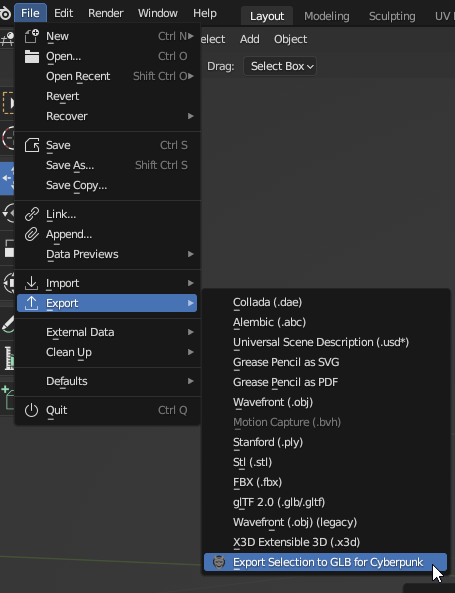 File Edit Render Window Help Layout Modeling Sculpting UV
New Ctrl N
elect Add Object
Open... Ctrl O
Drag: Select Box
Open Recent Shift Ctrl O
Revert
Recover
Save Ctrl S
Save As... Shift Ctrl S
Save Copy...
Link...
Append...
Data Previews
Import
Export
External Data
Clean Up
Defaults
Quit Ctrl Q
Collada (.dae)
Alembic (.abc)
Universal Scene Description (.usd*)
Grease Pencil as SVG
Grease Pencil as PDF
Wavefront (.obj)
Motion Capture (.bvh)
Stanford (.ply)
Stl (.stl)
FBX (.fbx)
glTF 2.0 (.glb/.gltf)
Wavefront (.obj) (legacy)
X3D Extensible 3D (.x3d)
Export Selection to GLB for Cyberpunk